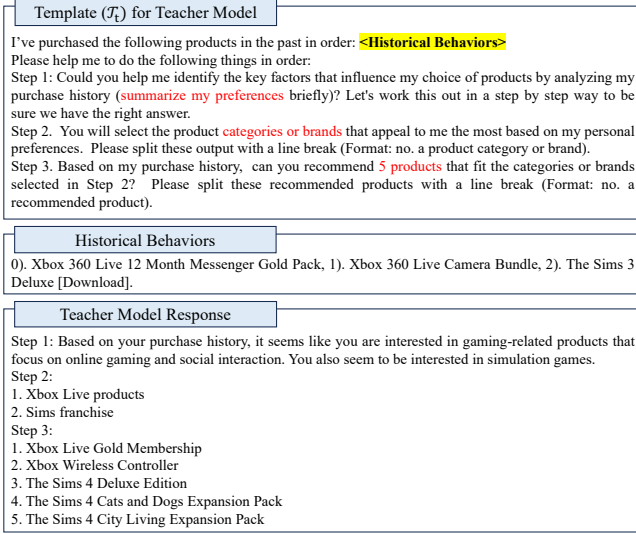 Template (𝒯t) for Teacher Model
I've purchased the following products in the past in order: <Historical Behaviors>
Please help me to do the following things in order:
Step 1: Could you help me identify the key factors that influence my choice of products by analyzing my
purchase history (summarize my preferences briefly)? Let's work this out in a step by step way to be
sure we have the right answer.
Step 2.  You will select the product categories or brands that appeal to me the most based on my personal
preferences.  Please split these output with a line break (Format: no. a product category or brand).
Step 3. Based on my purchase history,  can you recommend 5 products that fit the categories or brands
selected in Step 2?  Please split these recommended products with a line break (Format: no. a
recommended product).
Historical Behaviors
0). Xbox 360 Live 12 Month Messenger Gold Pack, 1). Xbox 360 Live Camera Bundle, 2). The Sims 3
Deluxe [Download].
Teacher Model Response
Step 1: Based on your purchase history, it seems like you are interested in gaming-related products that
focus on online gaming and social interaction. You also seem to be interested in simulation games.
Step 2:
1. Xbox Live products
2. Sims franchise
Step 3:
1. Xbox Live Gold Membership
2. Xbox Wireless Controller
3. The Sims 4 Deluxe Edition
4. The Sims 4 Cats and Dogs Expansion Pack
5. The Sims 4 City Living Expansion Pack